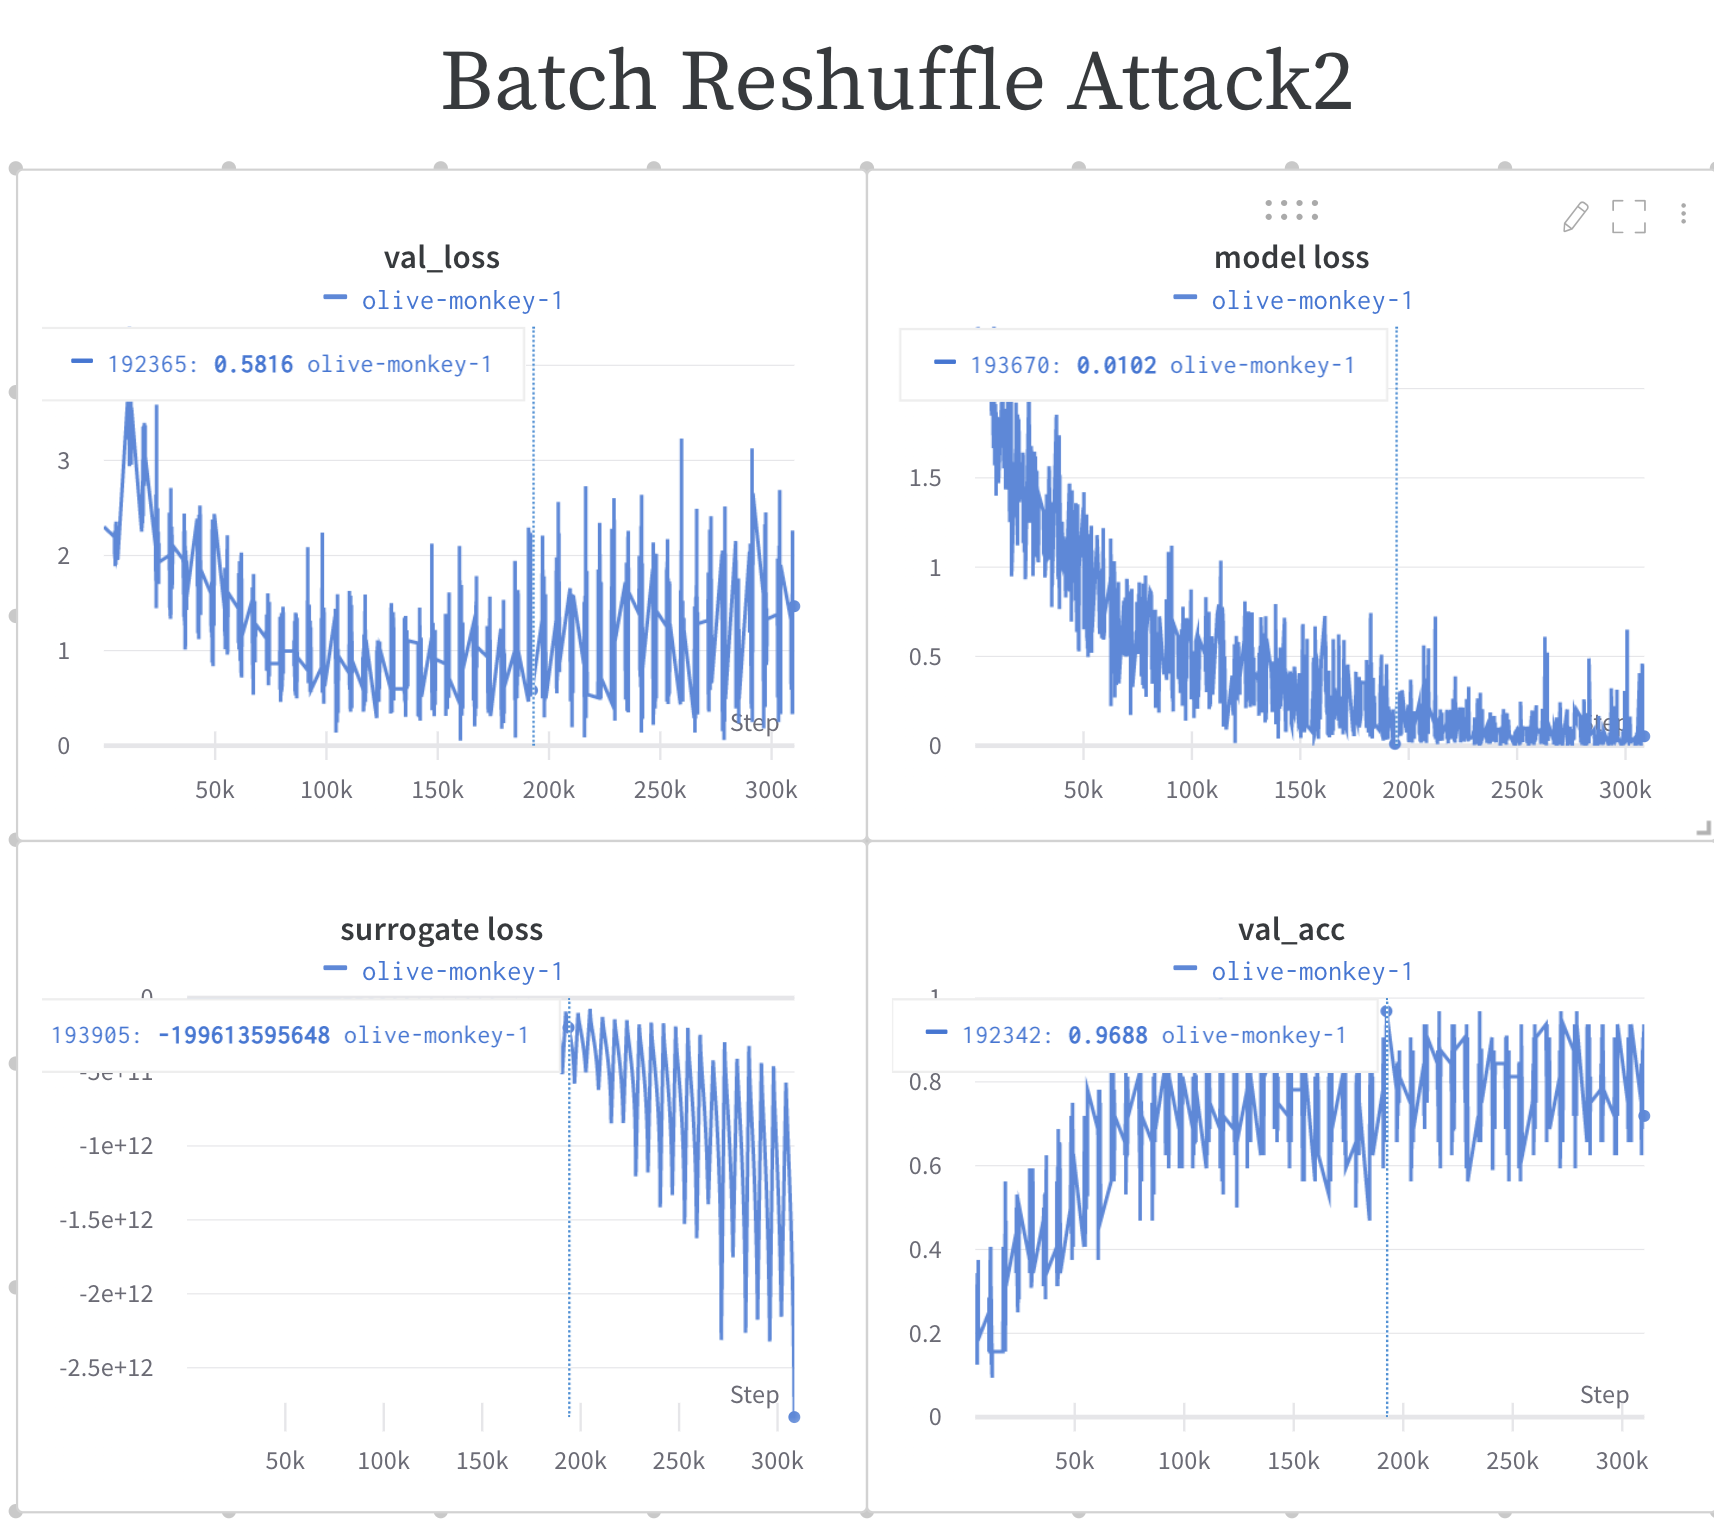 Batch Reshuffle Attack2
val_loss
olive-monkey-1
192365: 0.5816 olive-monkey-1
3
2
1
0
Step
50k 100k 150k 200k 250k 300k
model loss
olive-monkey-1
193670: 0.0102 olive-monkey-1
1.5
1
0.5
0
Step
50k 100k 150k 200k 250k 300k
surrogate loss
olive-monkey-1
0
193905: -199613595648 olive-monkey-1
-5e+11
-1e+12
-1.5e+12
-2e+12
-2.5e+12
Step
50k 100k 150k 200k 250k 300k
val_acc
olive-monkey-1
1
192342: 0.9688 olive-monkey-1
0.8
0.6
0.4
0.2
0
Step
50k 100k 150k 200k 250k 300k